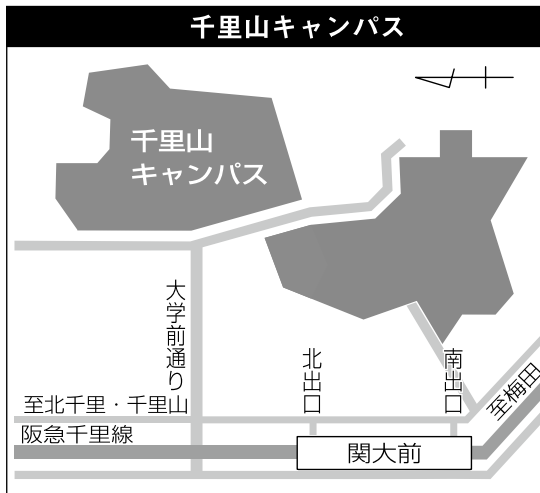 千里山キャンパス
千里山
キャンパス
大学前通り
北出口
南出口
至梅田
至北千里・千里山
阪急千里線
関大前